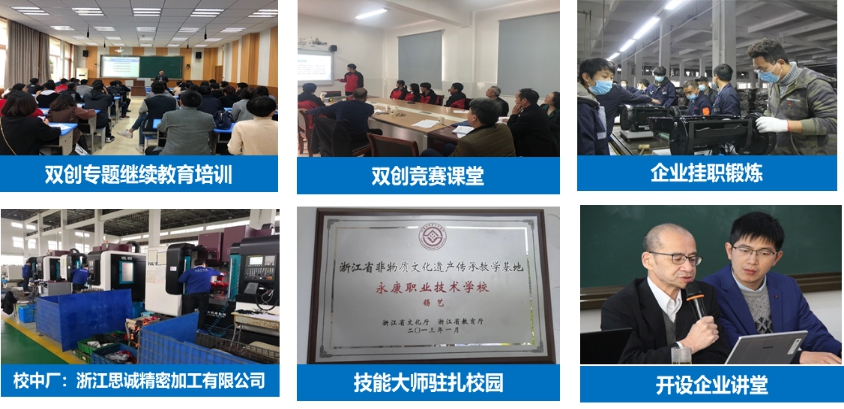 双创专题继续教育培训
双创竞赛课堂
企业挂职锻炼
浙江省非物质文化遗产传承教学基地
永康职业技术学校
锡艺
浙江省文化厅 浙江省教育厅
二〇一三年一月
校中厂：浙江思诚精密加工有限公司
技能大师驻扎校园
开设企业讲堂